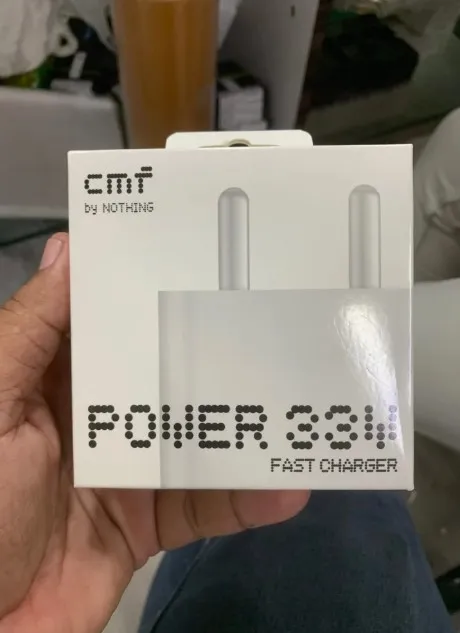 cmf
by NOTHING
POWER 33W
FAST CHARGER